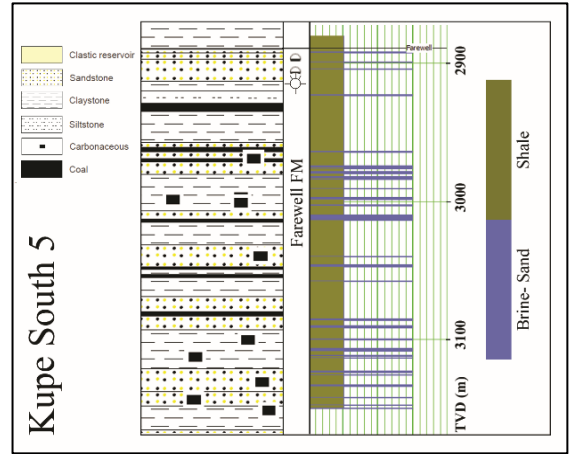 Clastic reservoir
Sandstone
Claystone
Siltstone
Carbonaceous
Coal
Kupe South 5
Farewell FM
D D
Farewell
2900
3000
3100
TVD (m)
Shale
Brine- Sand